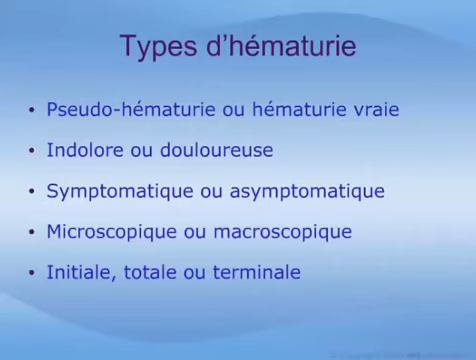 Types d’hématurie
• Pseudo-hématurie ou hématurie vraie
• Indolore ou douloureuse
• Symptomatique ou asymptomatique
• Microscopique ou macroscopique
• Initiale, totale ou terminale